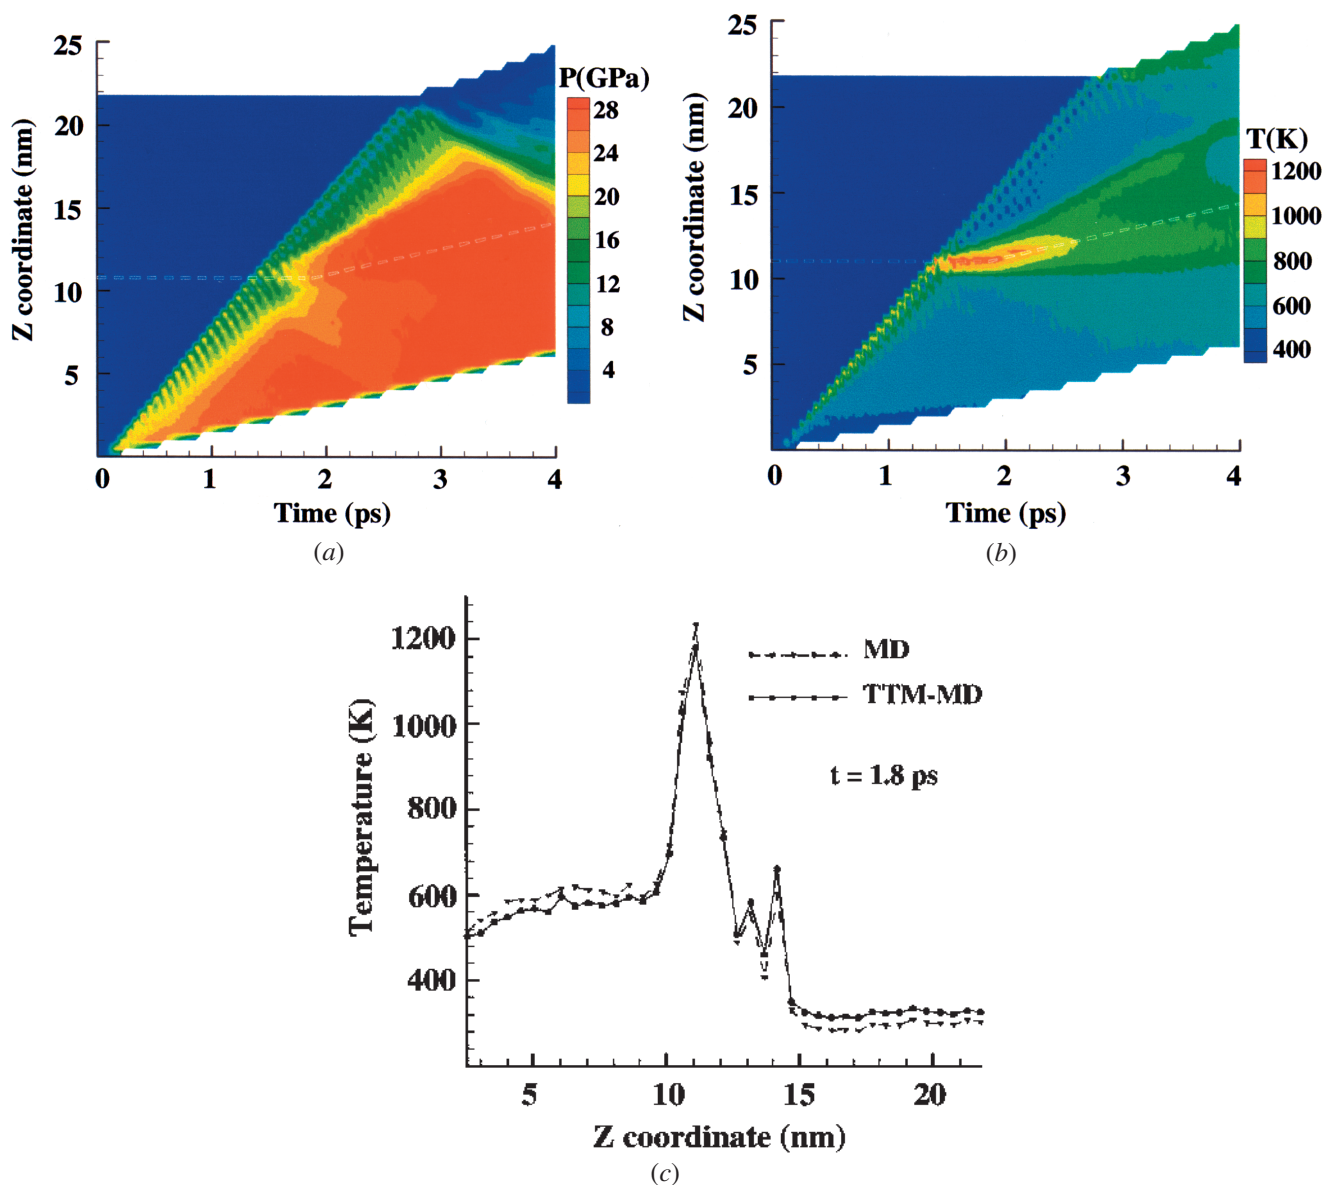 25
20
15
10
5
0
1
2
3
4
Z coordinate (nm)
Time (ps)
P(GPa)
28
24
20
16
12
8
4
(a)
25
20
15
10
5
0
1
2
3
4
Z coordinate (nm)
Time (ps)
T(K)
1200
1000
800
600
400
(b)
1200
1000
800
600
400
Temperature (K)
MD
TTM-MD
t = 1.8 ps
5
10
15
20
Z coordinate (nm)
(c)